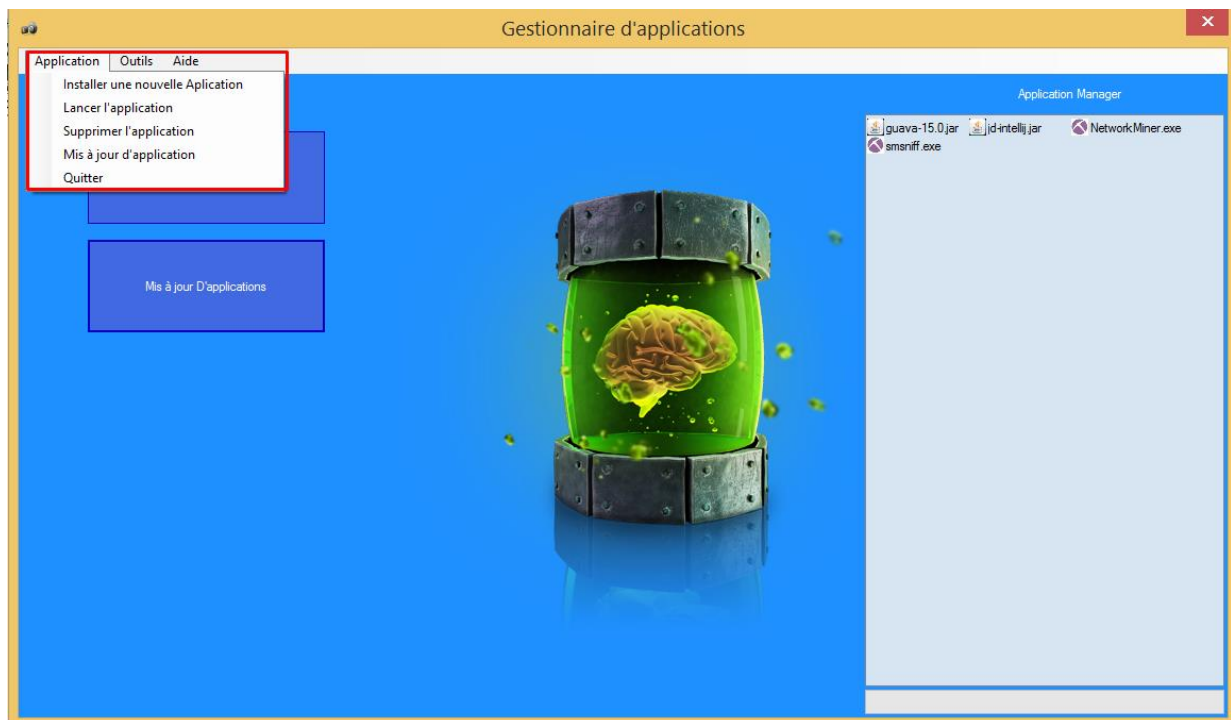 Gestionnaire d'applications
Application Outils Aide
Installer une nouvelle Aplication
Lancer l'application
Supprimer l'application
Mis à jour d'application
Quitter
Mis à jour D'applications
Application Manager
guava-15.0.jar jd-intellij.jar NetworkMiner.exe
smsniff.exe